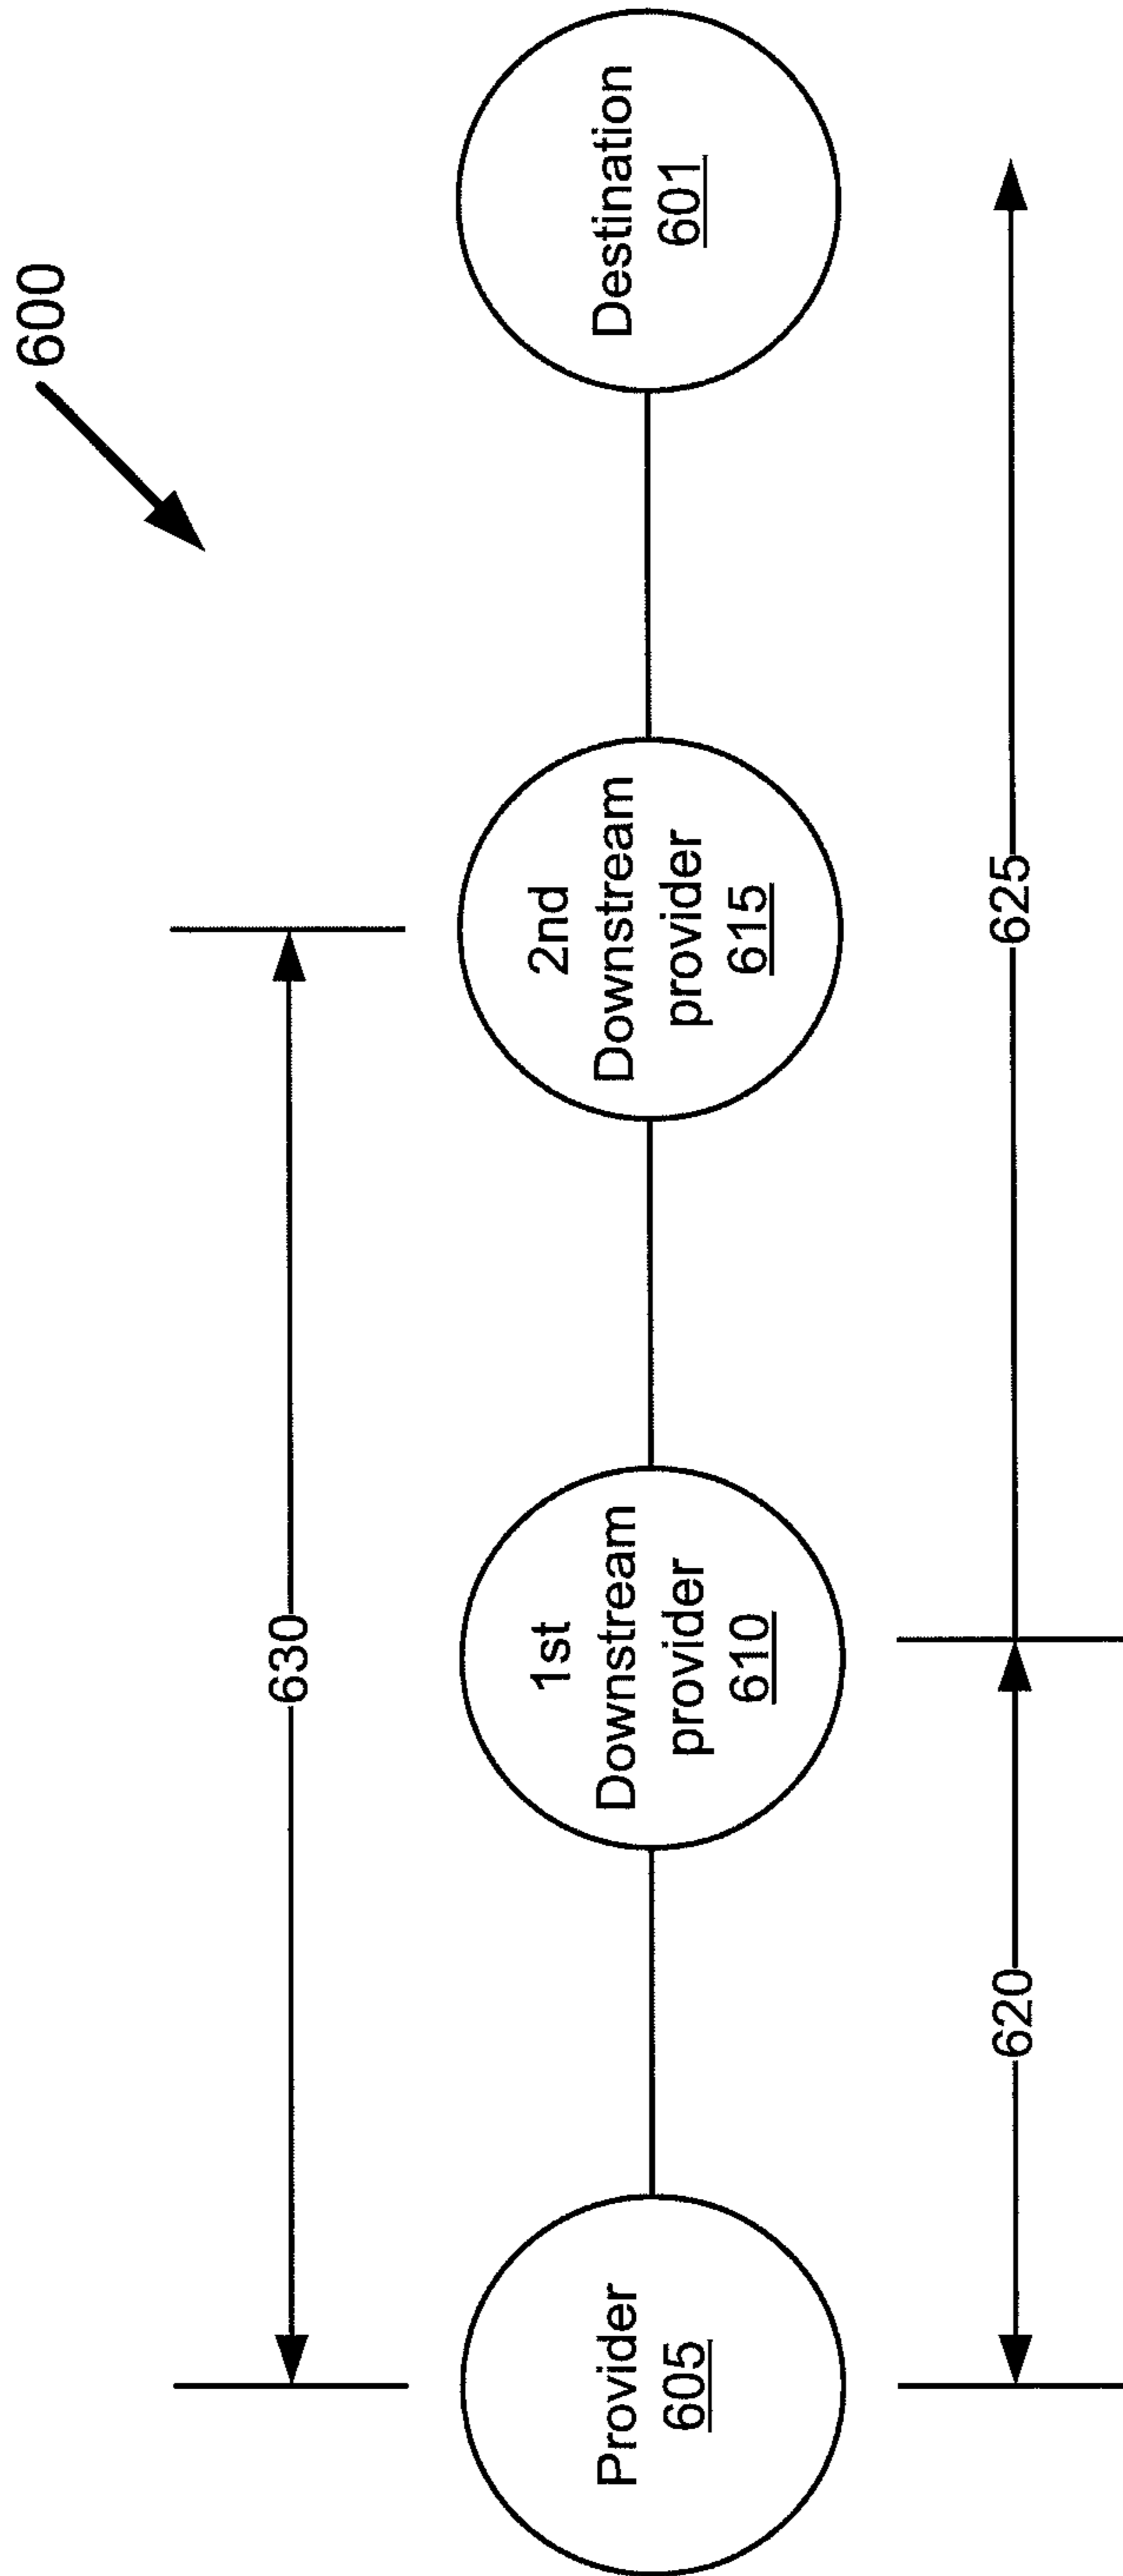 600
630
Provider
605
1st
Downstream
provider
610
2nd
Downstream
provider
615
Destination
601
620
625